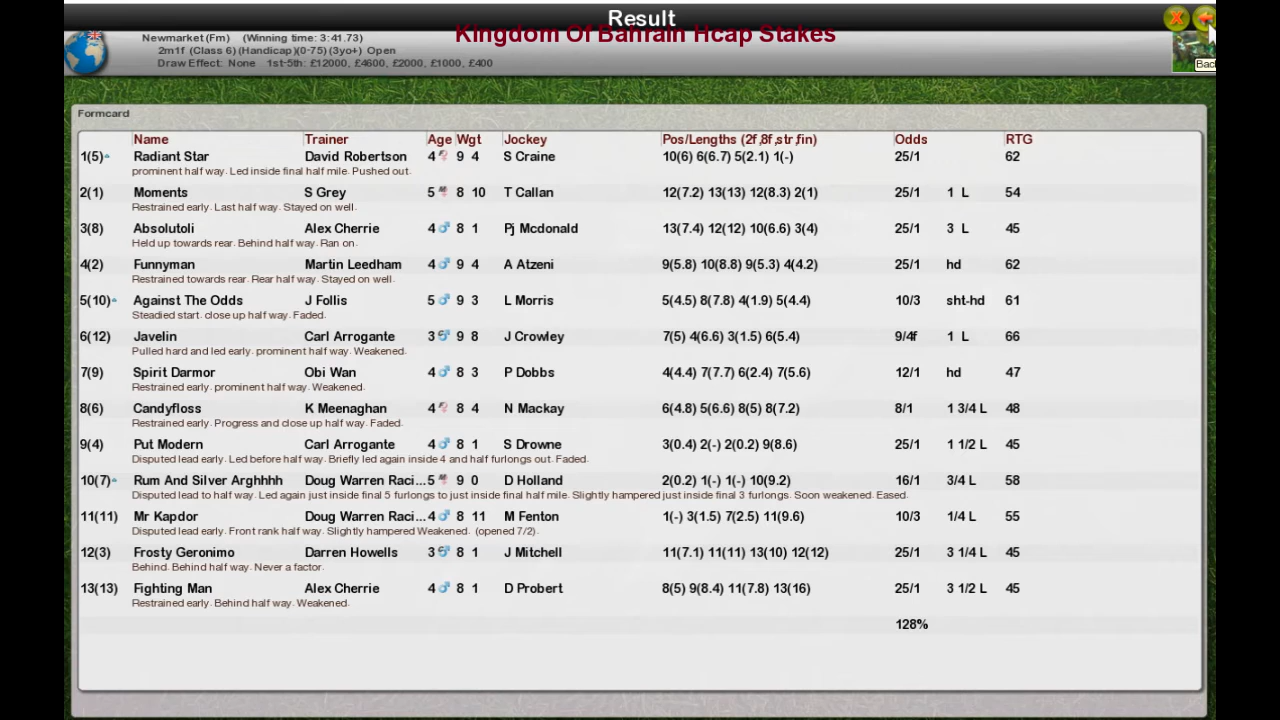 Result
Kingdom Of Bahrain Hcap Stakes
Newmarket (Fm) (Winning time: 3:41.73)
2m1f (Class 6) (Handicap)(0-75) (3yo+) Open
Draw Effect: None 1st-5th: £12000, £4600, £2000, £1000, £400
Bac
Formcard
Name Trainer Age Wgt Jockey Pos/Lengths (2f,8f,str,fin) Odds RTG
1(5) Radiant Star David Robertson 4 9 4 S Craine 10(6) 6(6.7) 5(2.1) 1(-) 25/1 62
prominent half way. Led inside final half mile. Pushed out.
2(1) Moments S Grey 5 8 10 T Callan 12(7.2) 13(13) 12(8.3) 2(1) 25/1 1 L 54
Restrained early. Last half way. Stayed on well.
3(8) Absolutoli Alex Cherrie 4 8 1 Pj Mcdonald 13(7.4) 12(12) 10(6.6) 3(4) 25/1 3 L 45
Held up towards rear. Behind half way. Ran on.
4(2) Funnyman Martin Leedham 4 9 4 A Atzeni 9(5.8) 10(8.8) 9(5.3) 4(4.2) 25/1 hd 62
Restrained towards rear. Rear half way. Stayed on well.
5(10) Against The Odds J Follis 5 9 3 L Morris 5(4.5) 8(7.8) 4(1.9) 5(4.4) 10/3 sht-hd 61
Steadied start. close up half way. Faded.
6(12) Javelin Carl Arrogante 3 9 8 J Crowley 7(5) 4(6.6) 3(1.5) 6(5.4) 9/4f 1 L 66
Pulled hard and led early. prominent half way. Weakened.
7(9) Spirit Darmor Obi Wan 4 8 3 P Dobbs 4(4.4) 7(7.7) 6(2.4) 7(5.6) 12/1 hd 47
Restrained early. prominent half way. Weakened.
8(6) Candyfloss K Meenaghan 4 8 4 N Mackay 6(4.8) 5(6.6) 8(5) 8(7.2) 8/1 1 3/4 L 48
Restrained early. Progress and close up half way. Faded.
9(4) Put Modern Carl Arrogante 4 8 1 S Drowne 3(0.4) 2(-) 2(0.2) 9(8.6) 25/1 1 1/2 L 45
Disputed lead early. Led before half way. Briefly led again inside 4 and half furlongs out. Faded.
10(7) Rum And Silver Arghhhh Doug Warren Raci... 5 9 0 D Holland 2(0.2) 1(-) 1(-) 10(9.2) 16/1 3/4 L 58
Disputed lead to half way. Led again just inside final 5 furlongs to just inside final half mile. Slightly hampered just inside final 3 furlongs. Soon weakened. Eased.
11(11) Mr Kapdor Doug Warren Raci... 4 8 11 M Fenton 1(-) 3(1.5) 7(2.5) 11(9.6) 10/3 1/4 L 55
Disputed lead early. Front rank half way. Slightly hampered Weakened. (opened 7/2).
12(3) Frosty Geronimo Darren Howells 3 8 1 J Mitchell 11(7.1) 11(11) 13(10) 12(12) 25/1 3 1/4 L 45
Behind. Behind half way. Never a factor.
13(13) Fighting Man Alex Cherrie 4 8 1 D Probert 8(5) 9(8.4) 11(7.8) 13(16) 25/1 3 1/2 L 45
Restrained early. Behind half way. Weakened.
128%